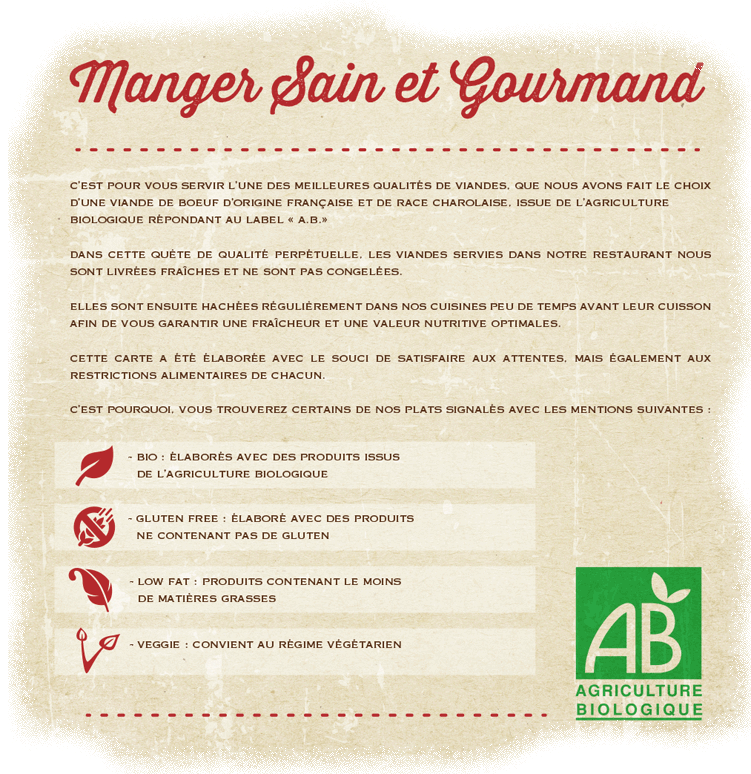 Manger Sain et Gourmand
C'EST POUR VOUS SERVIR L'UNE DES MEILLEURES QUALITÉS DE VIANDES, QUE NOUS AVONS FAIT LE CHOIX
D'UNE VIANDE DE BOEUF D'ORIGINE FRANÇAISE ET DE RACE CHAROLAISE, ISSUE DE L'AGRICULTURE
BIOLOGIQUE RÉPONDANT AU LABEL « A.B.»
DANS CETTE QUÊTE DE QUALITÉ PERPÉTUELLE, LES VIANDES SERVIES DANS NOTRE RESTAURANT NOUS
SONT LIVRÉES FRAÎCHES ET NE SONT PAS CONGELÉES.
ELLES SONT ENSUITE HACHÉES RÉGULIÈREMENT DANS NOS CUISINES PEU DE TEMPS AVANT LEUR CUISSON
AFIN DE VOUS GARANTIR UNE FRAÎCHEUR ET UNE VALEUR NUTRITIVE OPTIMALES.
CETTE CARTE A ÉTÉ ÉLABORÉE AVEC LE SOUCI DE SATISFAIRE AUX ATTENTES, MAIS ÉGALEMENT AUX
RESTRICTIONS ALIMENTAIRES DE CHACUN.
C'EST POURQUOI, VOUS TROUVEREZ CERTAINS DE NOS PLATS SIGNALÉS AVEC LES MENTIONS SUIVANTES :
- BIO : ÉLABORÉS AVEC DES PRODUITS ISSUS
DE L'AGRICULTURE BIOLOGIQUE
- GLUTEN FREE : ÉLABORÉ AVEC DES PRODUITS
NE CONTENANT PAS DE GLUTEN
- LOW FAT : PRODUITS CONTENANT LE MOINS
DE MATIÈRES GRASSES
- VEGGIE : CONVIENT AU RÉGIME VÉGÉTARIEN
AB
AGRICULTURE
BIOLOGIQUE